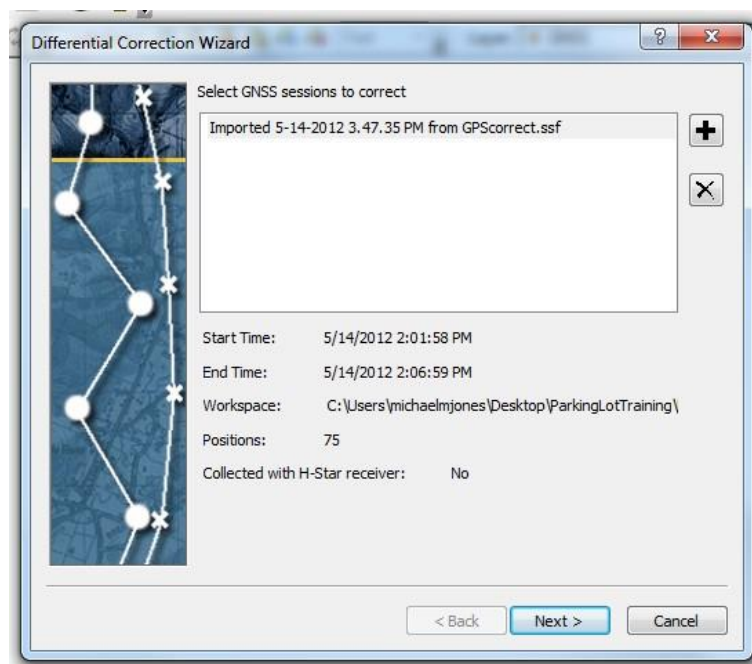 Differential Correction Wizard
Select GNSS sessions to correct
Imported 5-14-2012 3.47.35 PM from GPScorrect.ssf
Start Time: 5/14/2012 2:01:58 PM
End Time: 5/14/2012 2:06:59 PM
Workspace: C:\Users\michaelmjones\Desktop\ParkingLotTraining\
Positions: 75
Collected with H-Star receiver: No
< Back Next > Cancel